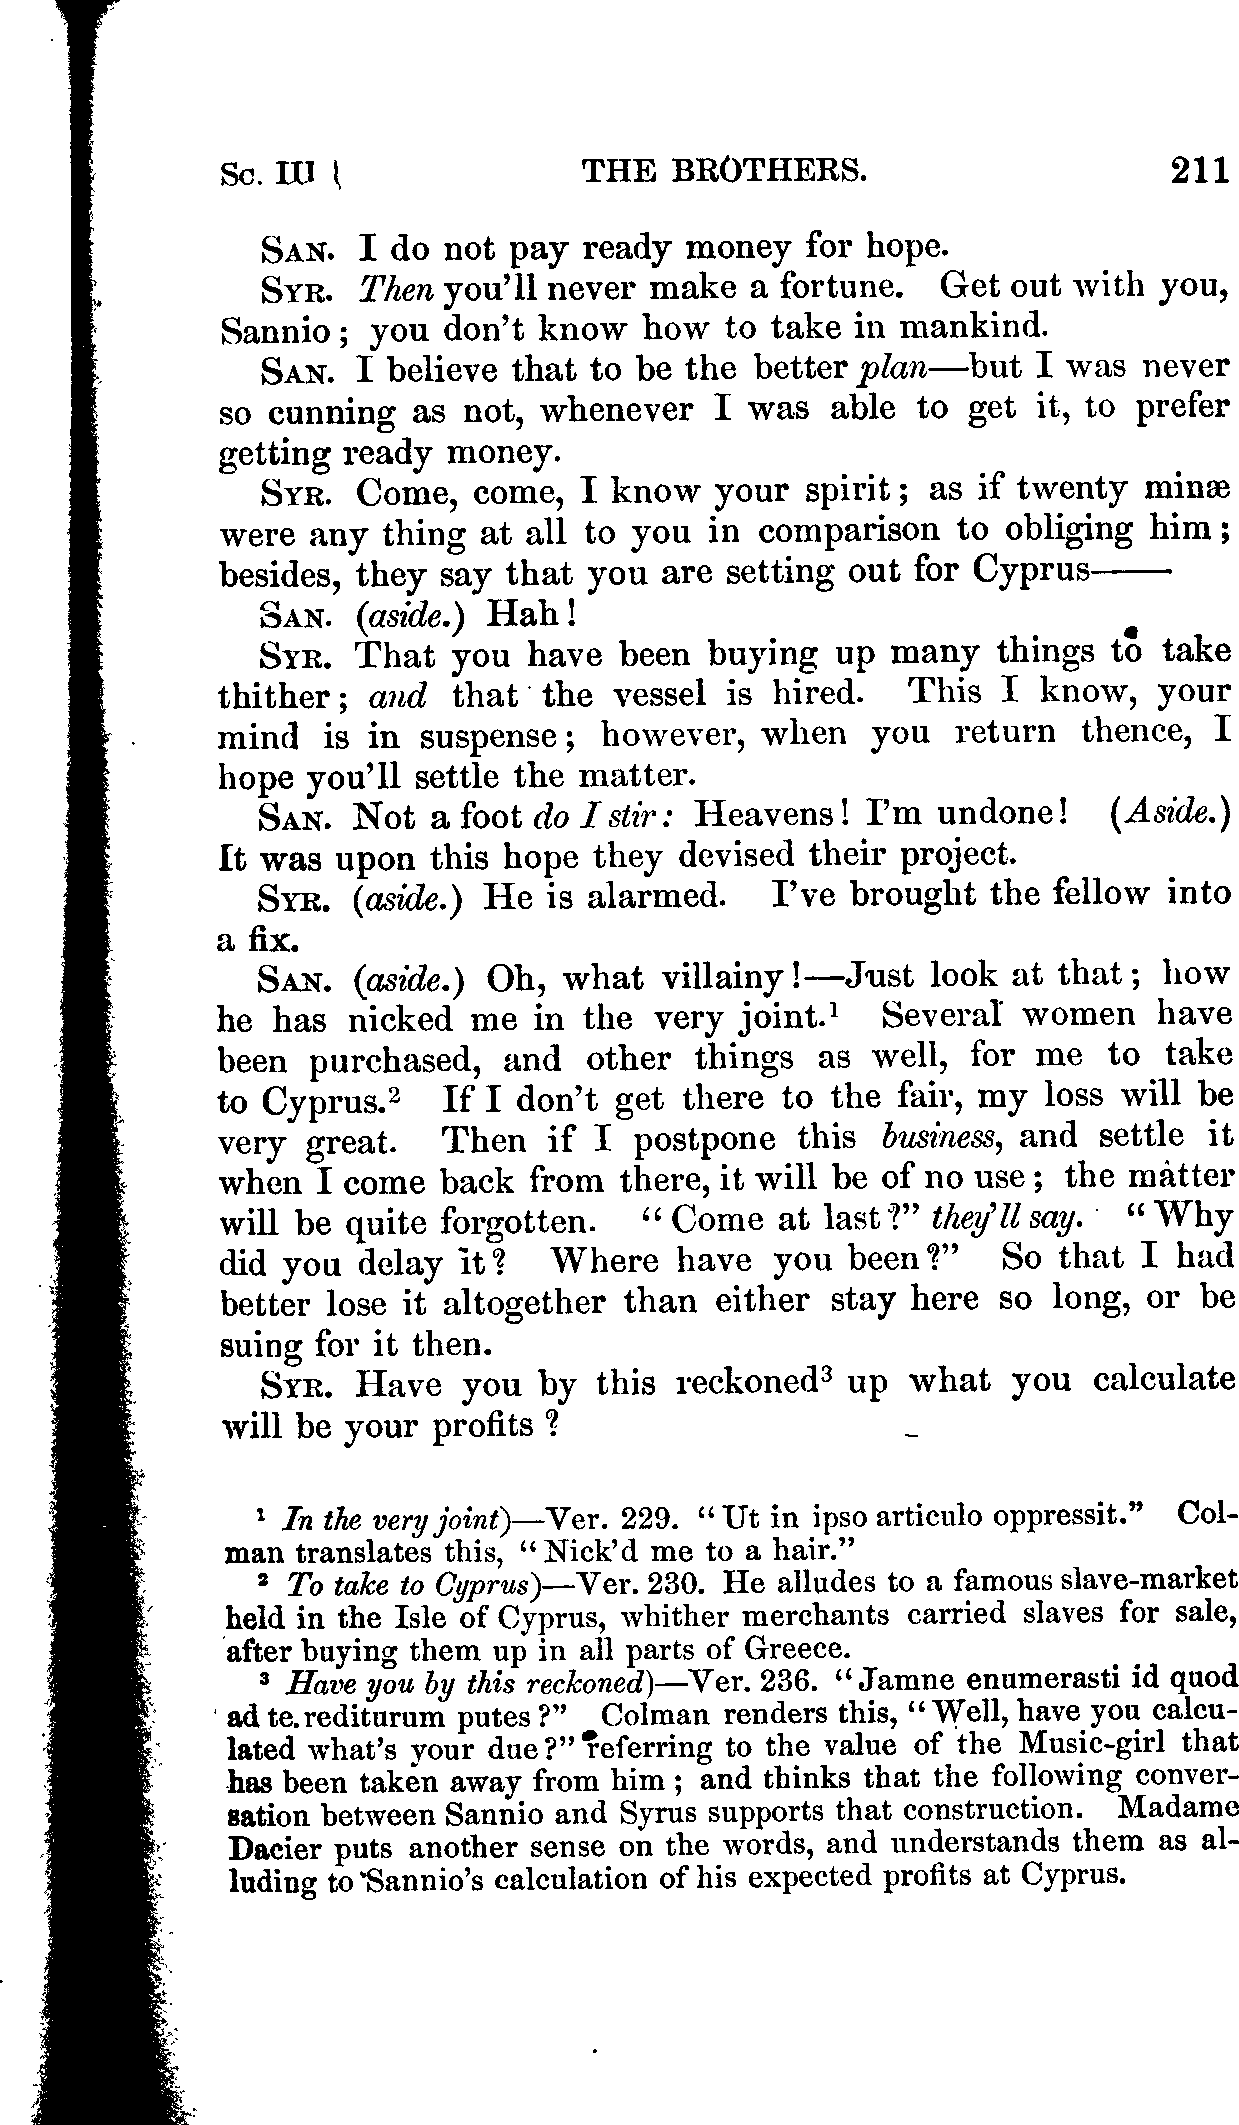 Sc. III THE BROTHERS. 211
SAN. I do not pay ready money for hope.
SYR. Then you'll never make a fortune. Get out with you,
Sannio; you don't know how to take in mankind.
SAN. I believe that to be the better plan—but I was never
so cunning as not, whenever I was able to get it, to prefer
getting ready money.
SYR. Come, come, I know your spirit; as if twenty minæ
were any thing at all to you in comparison to obliging him;
besides, they say that you are setting out for Cyprus——
SAN. (aside.) Hah!
SYR. That you have been buying up many things to take
thither; and that the vessel is hired. This I know, your
mind is in suspense; however, when you return thence, I
hope you'll settle the matter.
SAN. Not a foot do I stir: Heavens! I'm undone! (Aside.)
It was upon this hope they devised their project.
SYR. (aside.) He is alarmed. I've brought the fellow into
a fix.
SAN. (aside.) Oh, what villainy!—Just look at that; how
he has nicked me in the very joint.¹ Several women have
been purchased, and other things as well, for me to take
to Cyprus.² If I don't get there to the fair, my loss will be
very great. Then if I postpone this business, and settle it
when I come back from there, it will be of no use; the matter
will be quite forgotten. "Come at last?" they'll say. "Why
did you delay it? Where have you been?" So that I had
better lose it altogether than either stay here so long, or be
suing for it then.
SYR. Have you by this reckoned³ up what you calculate
will be your profits?
¹ In the very joint)—Ver. 229. "Ut in ipso articulo oppressit." Col-
man translates this, "Nick'd me to a hair."
² To take to Cyprus)—Ver. 230. He alludes to a famous slave-market
held in the Isle of Cyprus, whither merchants carried slaves for sale,
after buying them up in all parts of Greece.
³ Have you by this reckoned)—Ver. 236. "Jamne enumerasti id quod
ad te rediturum putes?" Colman renders this, "Well, have you calcu-
lated what's your due?" referring to the value of the Music-girl that
has been taken away from him; and thinks that the following conver-
sation between Sannio and Syrus supports that construction. Madame
Dacier puts another sense on the words, and understands them as al-
luding to Sannio's calculation of his expected profits at Cyprus.